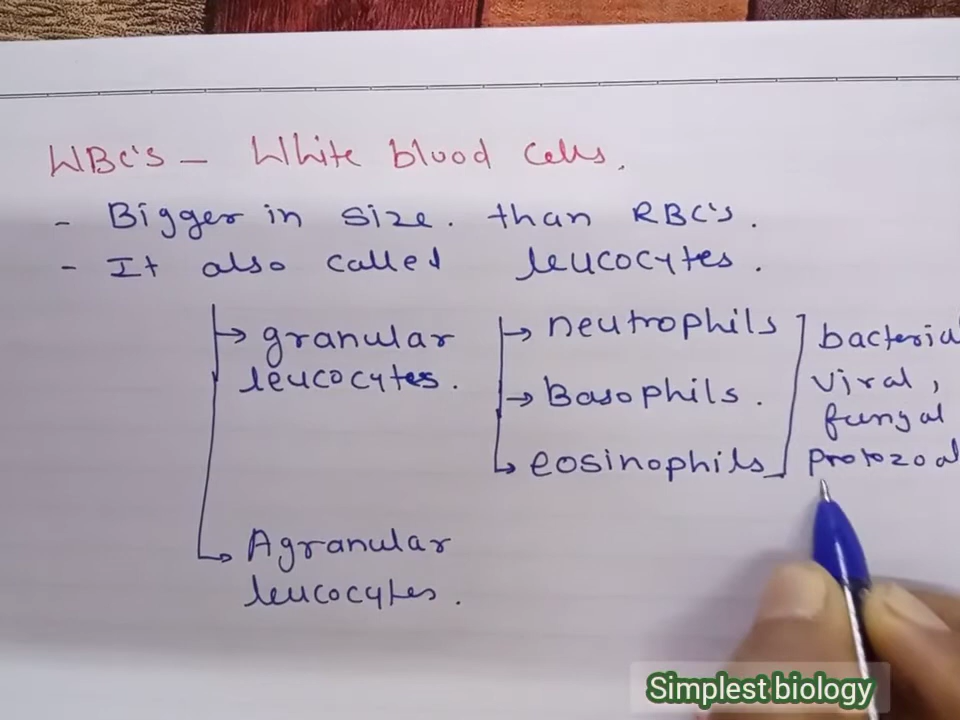 WBC's - White blood cells.
- Bigger in size. than RBC's.
- It also called leucocytes.
granular leucocytes.
neutrophils
Basophils.
eosinophils
bacterial
viral,
fungal
protozoal
Agranular
leucocytes.
Simplest biology